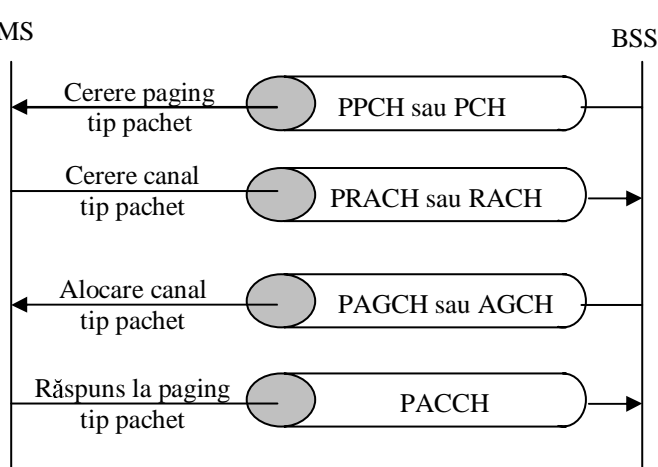 MS
BSS
Cerere paging
tip pachet
PPCH sau PCH
Cerere canal
tip pachet
PRACH sau RACH
Alocare canal
tip pachet
PAGCH sau AGCH
Răspuns la paging
tip pachet
PACCH